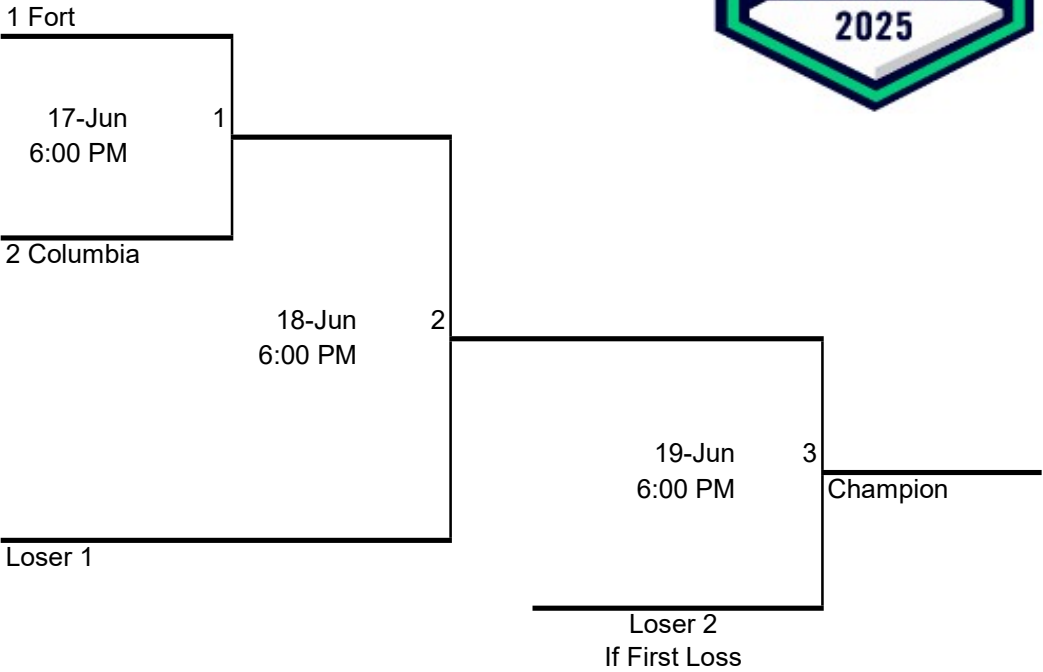 1 Fort
2025
17-Jun
1
6:00 PM
2 Columbia
18-Jun
2
6:00 PM
19-Jun
3
6:00 PM
Champion
Loser 1
Loser 2
If First Loss